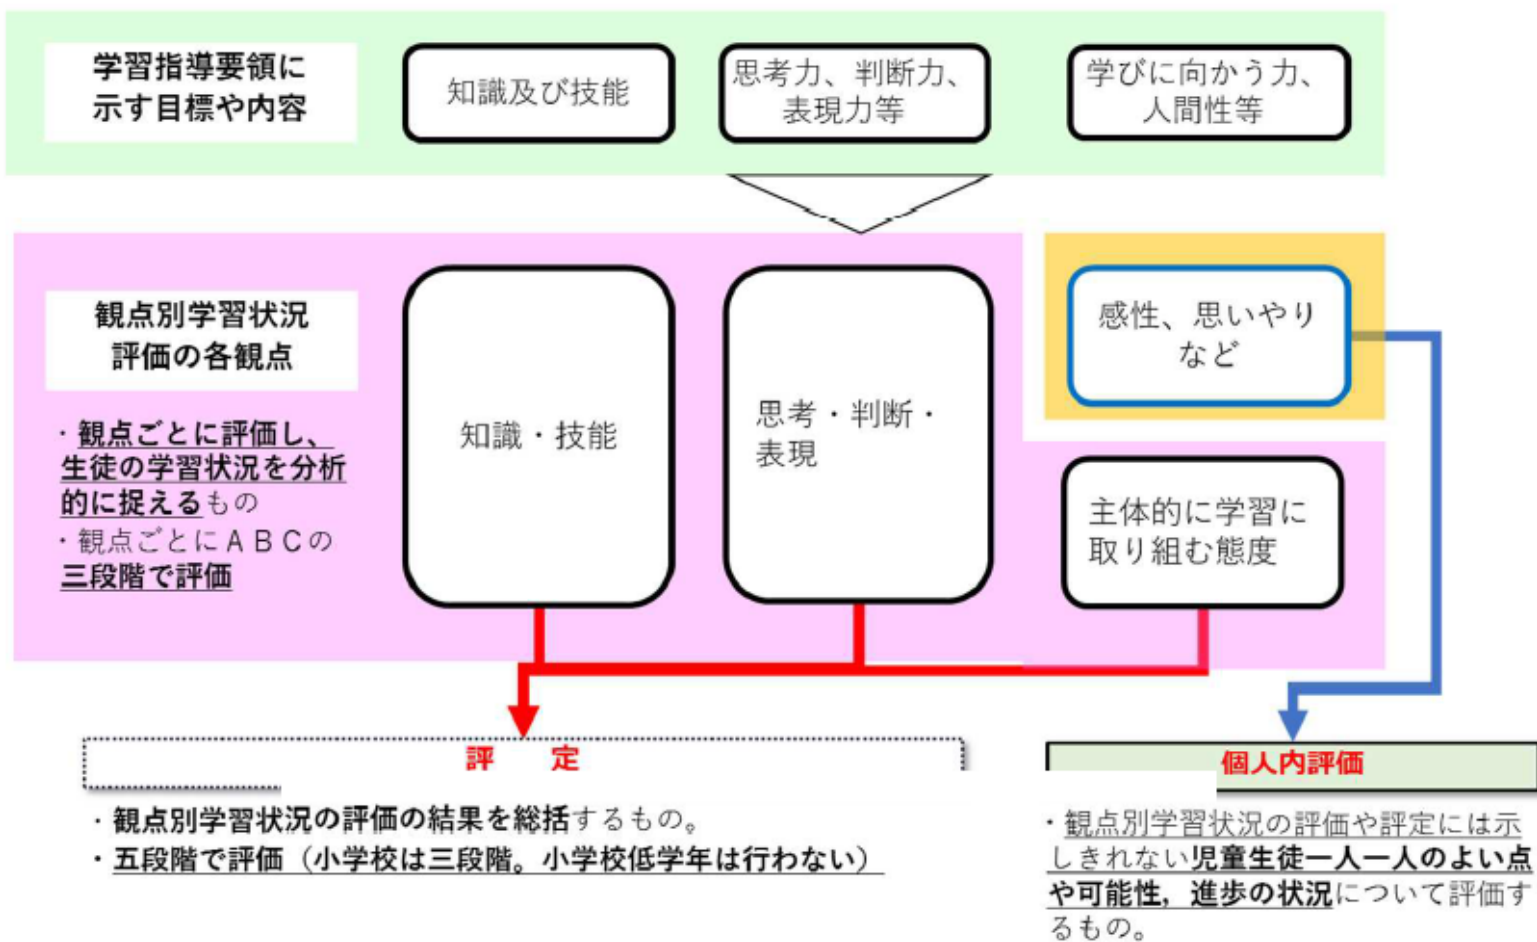 学習指導要領に
示す目標や内容
知識及び技能
思考力、判断力、
表現力等
学びに向かう力、
人間性等
観点別学習状況
評価の各観点
・観点ごとに評価し、
生徒の学習状況を分析
的に捉えるもの
・観点ごとにＡＢＣの
三段階で評価
知識・技能
思考・判断・
表現
感性、思いやり
など
主体的に学習に
取り組む態度
評　定
・観点別学習状況の評価の結果を総括するもの。
・五段階で評価（小学校は三段階。小学校低学年は行わない）
個人内評価
・観点別学習状況の評価や評定には示
しきれない児童生徒一人一人のよい点
や可能性，進歩の状況について評価す
るもの。